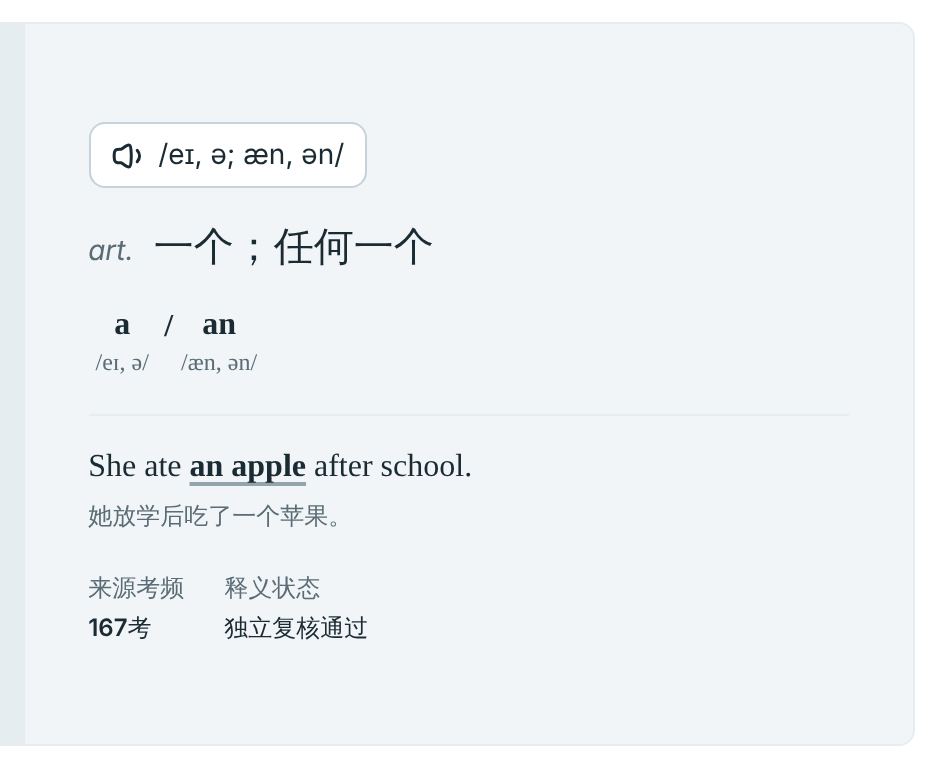 /eɪ, ə; æn, ən/
art. 一个；任何一个
a / an
/eɪ, ə/ /æn, ən/
She ate an apple after school.
她放学后吃了一个苹果。
来源考频 释义状态
167考 独立复核通过